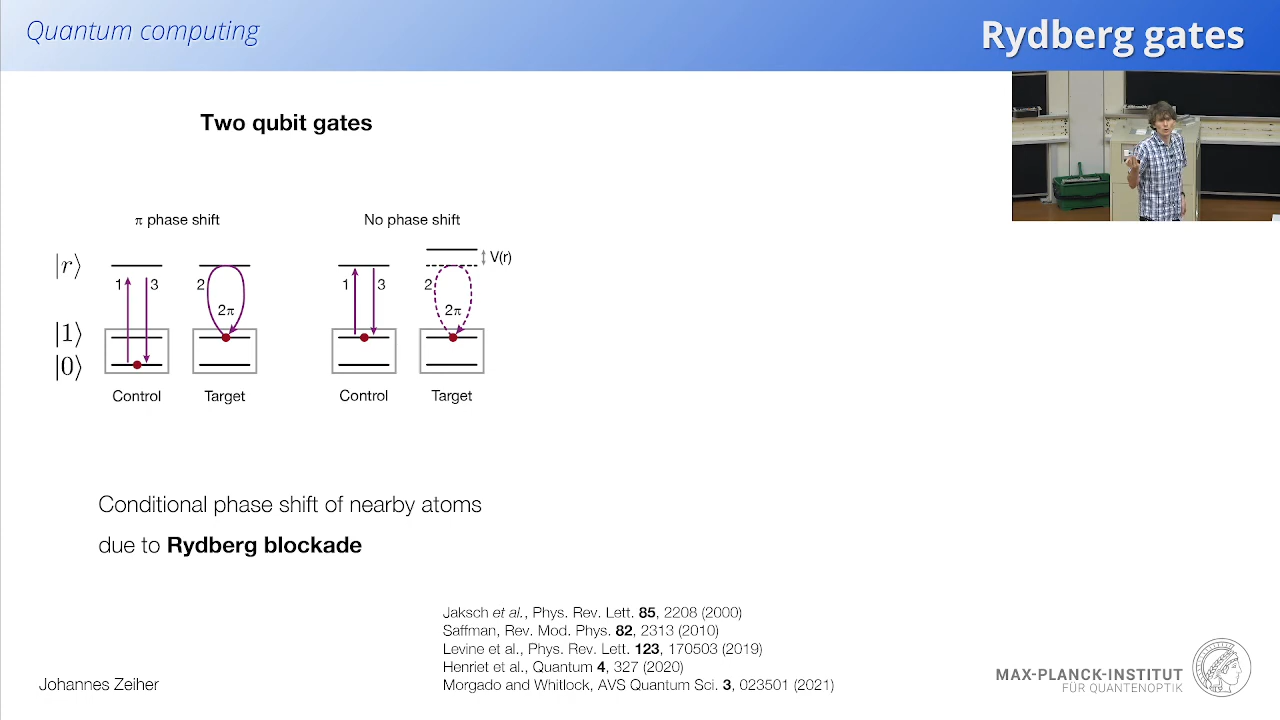 Quantum computing
Rydberg gates
Two qubit gates
π phase shift
No phase shift
|r⟩
1
3
2
2π
1
3
2
2π
V(r)
|1⟩
|0⟩
Control
Target
Control
Target
Conditional phase shift of nearby atoms
due to Rydberg blockade
Jaksch et al., Phys. Rev. Lett. 85, 2208 (2000)
Saffman, Rev. Mod. Phys. 82, 2313 (2010)
Levine et al., Phys. Rev. Lett. 123, 170503 (2019)
Henriet et al., Quantum 4, 327 (2020)
Morgado and Whitlock, AVS Quantum Sci. 3, 023501 (2021)
Johannes Zeiher
MAX-PLANCK-INSTITUT
FÜR QUANTENOPTIK